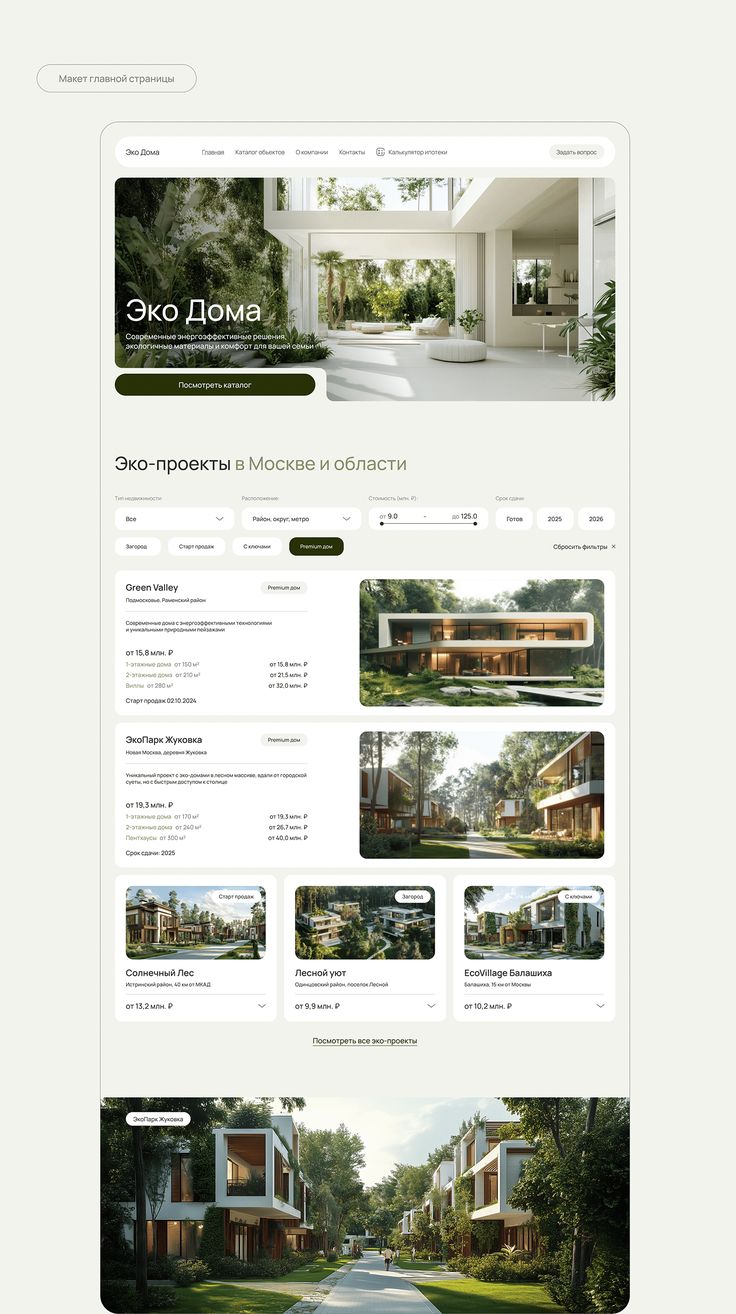 Макет главной страницы
Эко Дома
Главная
Каталог объектов
О компании
Контакты
Калькулятор ипотеки
Задать вопрос
Эко Дома
Современные энергоэффективные решения,
экологичные материалы и комфорт для вашей семьи
Посмотреть каталог
Эко-проекты в Москве и области
Тип недвижимости
Расположение:
Стоимость (млн. ₽):
Срок сдачи:
Все
Район, округ, метро
от 9.0 - до 125.0
Готов
2025
2026
Загород
Старт продаж
С ключами
Premium дом
Сбросить фильтры ×
Green Valley
Premium дом
Подмосковье, Раменский район
Современные дома с энергоэффективными технологиями
и уникальными природными пейзажами
от 15,8 млн. ₽
1-этажные дома от 150 м² от 15,8 млн. ₽
2-этажные дома от 210 м² от 21,5 млн. ₽
Виллы от 280 м² от 32,0 млн. ₽
Старт продаж 02.10.2024
ЭкоПарк Жуковка
Premium дом
Новая Москва, деревня Жуковка
Уникальный проект с эко-домами в лесном массиве, вдали от городской
суеты, но с быстрым доступом к столице
от 19,3 млн. ₽
1-этажные дома от 170 м² от 19,3 млн. ₽
2-этажные дома от 240 м² от 26,7 млн. ₽
Пентхаусы от 300 м² от 40,0 млн. ₽
Срок сдачи: 2025
Старт продаж
Солнечный Лес
Истринский район, 40 км от МКАД
от 13,2 млн. ₽
Загород
Лесной уют
Одинцовский район, поселок Лесной
от 9,9 млн. ₽
С ключами
EcoVillage Балашиха
Балашиха, 15 км от Москвы
от 10,2 млн. ₽
Посмотреть все эко-проекты
ЭкоПарк Жуковка